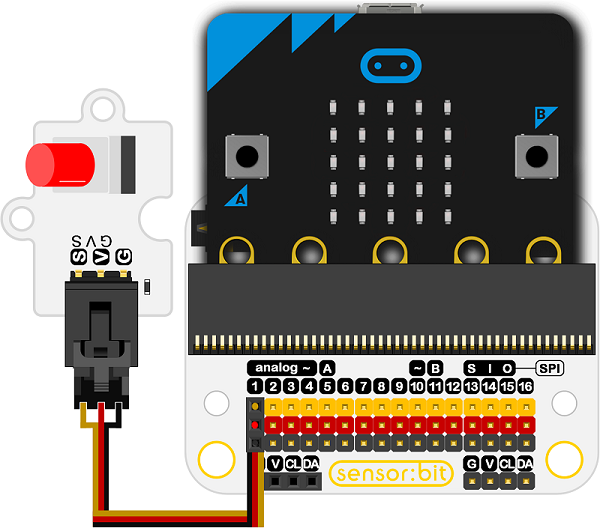 B
A
GVS
S V G
analog ~ A ~ B S I O SPI
1 2 3 4 5 6 7 8 9 10 11 12 13 14 15 16
V CL DA G V CL DA
sensor:bit